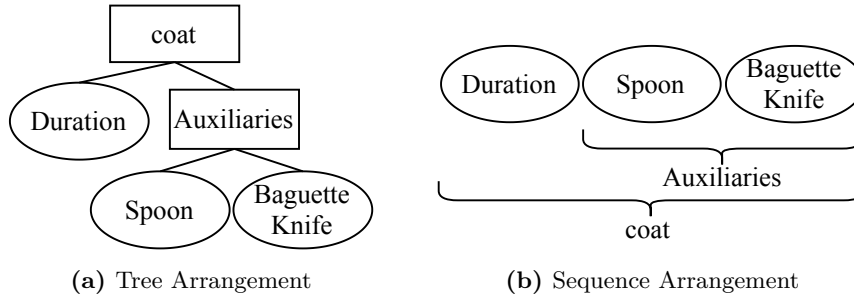 coat
Duration
Auxiliaries
Spoon
Baguette
Knife
(a) Tree Arrangement
Duration
Spoon
Baguette
Knife
Auxiliaries
coat
(b) Sequence Arrangement